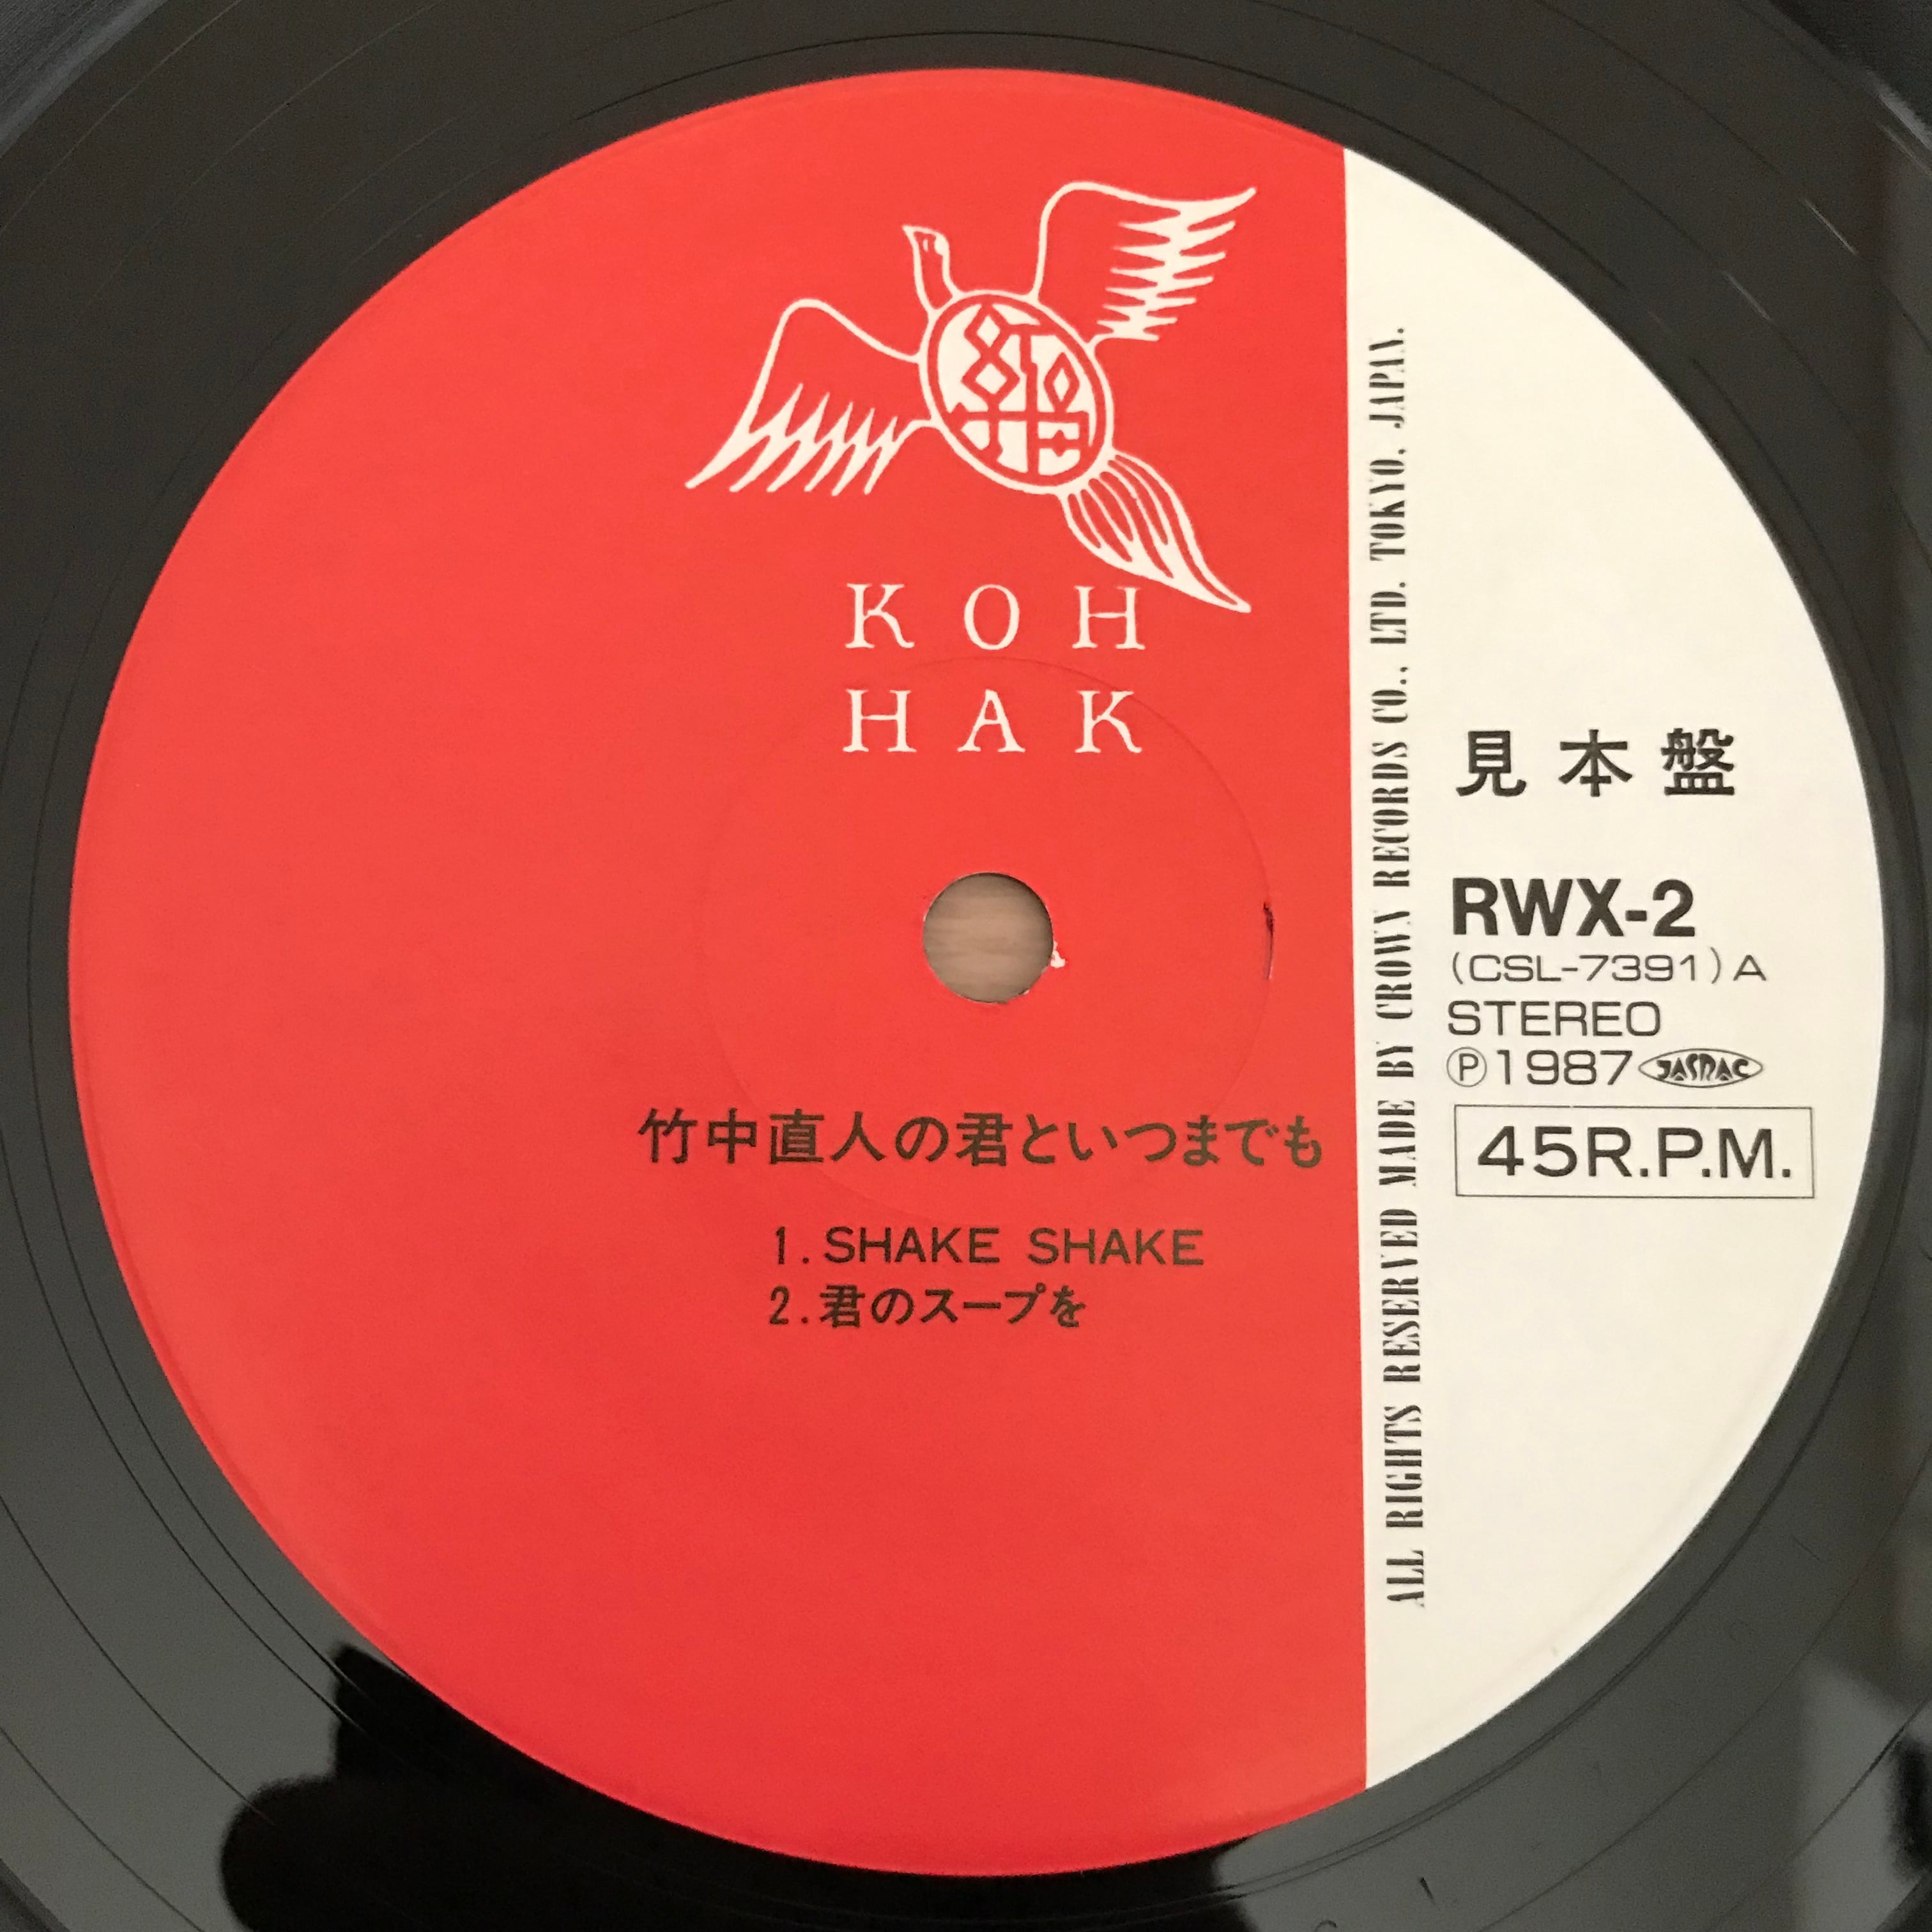 KOH
HAK
竹中直人の君といつまでも
1.SHAKE SHAKE
2.君のスープを
ALL RIGHTS RESERVED MADE BY CROWN RECORDS CO., LTD. TOKYO, JAPAN.
見本盤
RWX-2
(CSL-7391)A
STEREO
Ⓟ1987 JASRAC
45R.P.M.